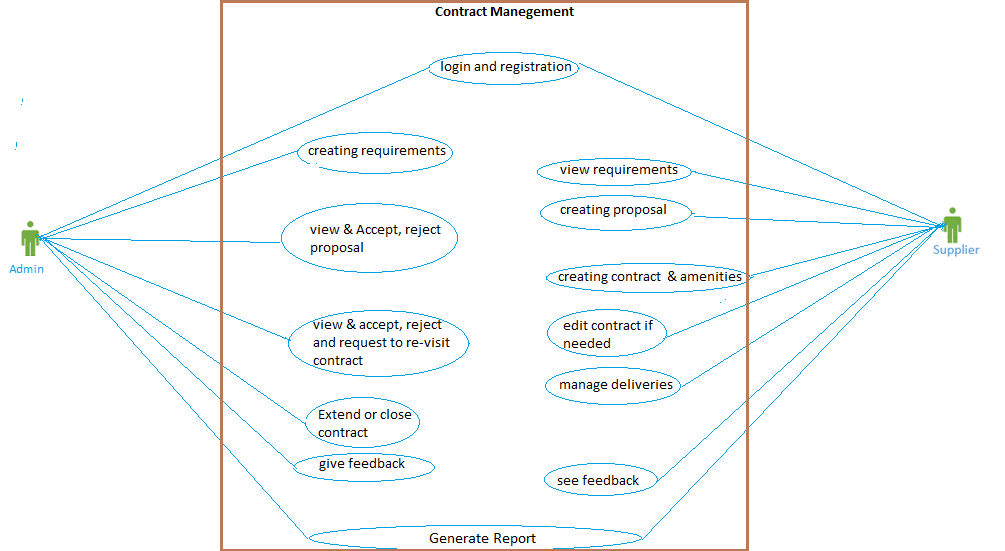 Contract Manegement
login and registration
creating requirements
view requirements
creating proposal
view & Accept, reject
proposal
Admin
Supplier
creating contract & amenities
view & accept, reject
and request to re-visit
contract
edit contract if
needed
manage deliveries
Extend or close
contract
give feedback
see feedback
Generate Report